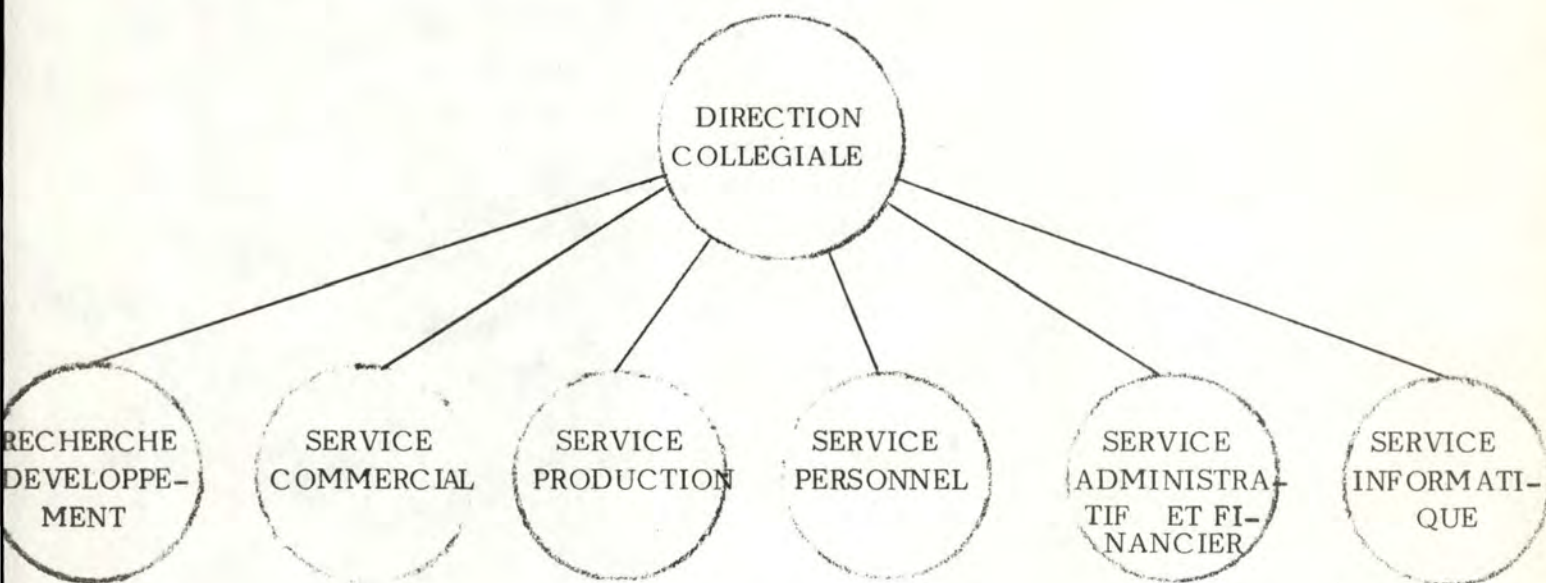 DIRECTION
COLLEGIALE
RECHERCHE
DEVELOPPE-
MENT
SERVICE
COMMERCIAL
SERVICE
PRODUCTION
SERVICE
PERSONNEL
SERVICE
ADMINISTRA-
TIF ET FI-
NANCIER
SERVICE
INFORMATI-
QUE